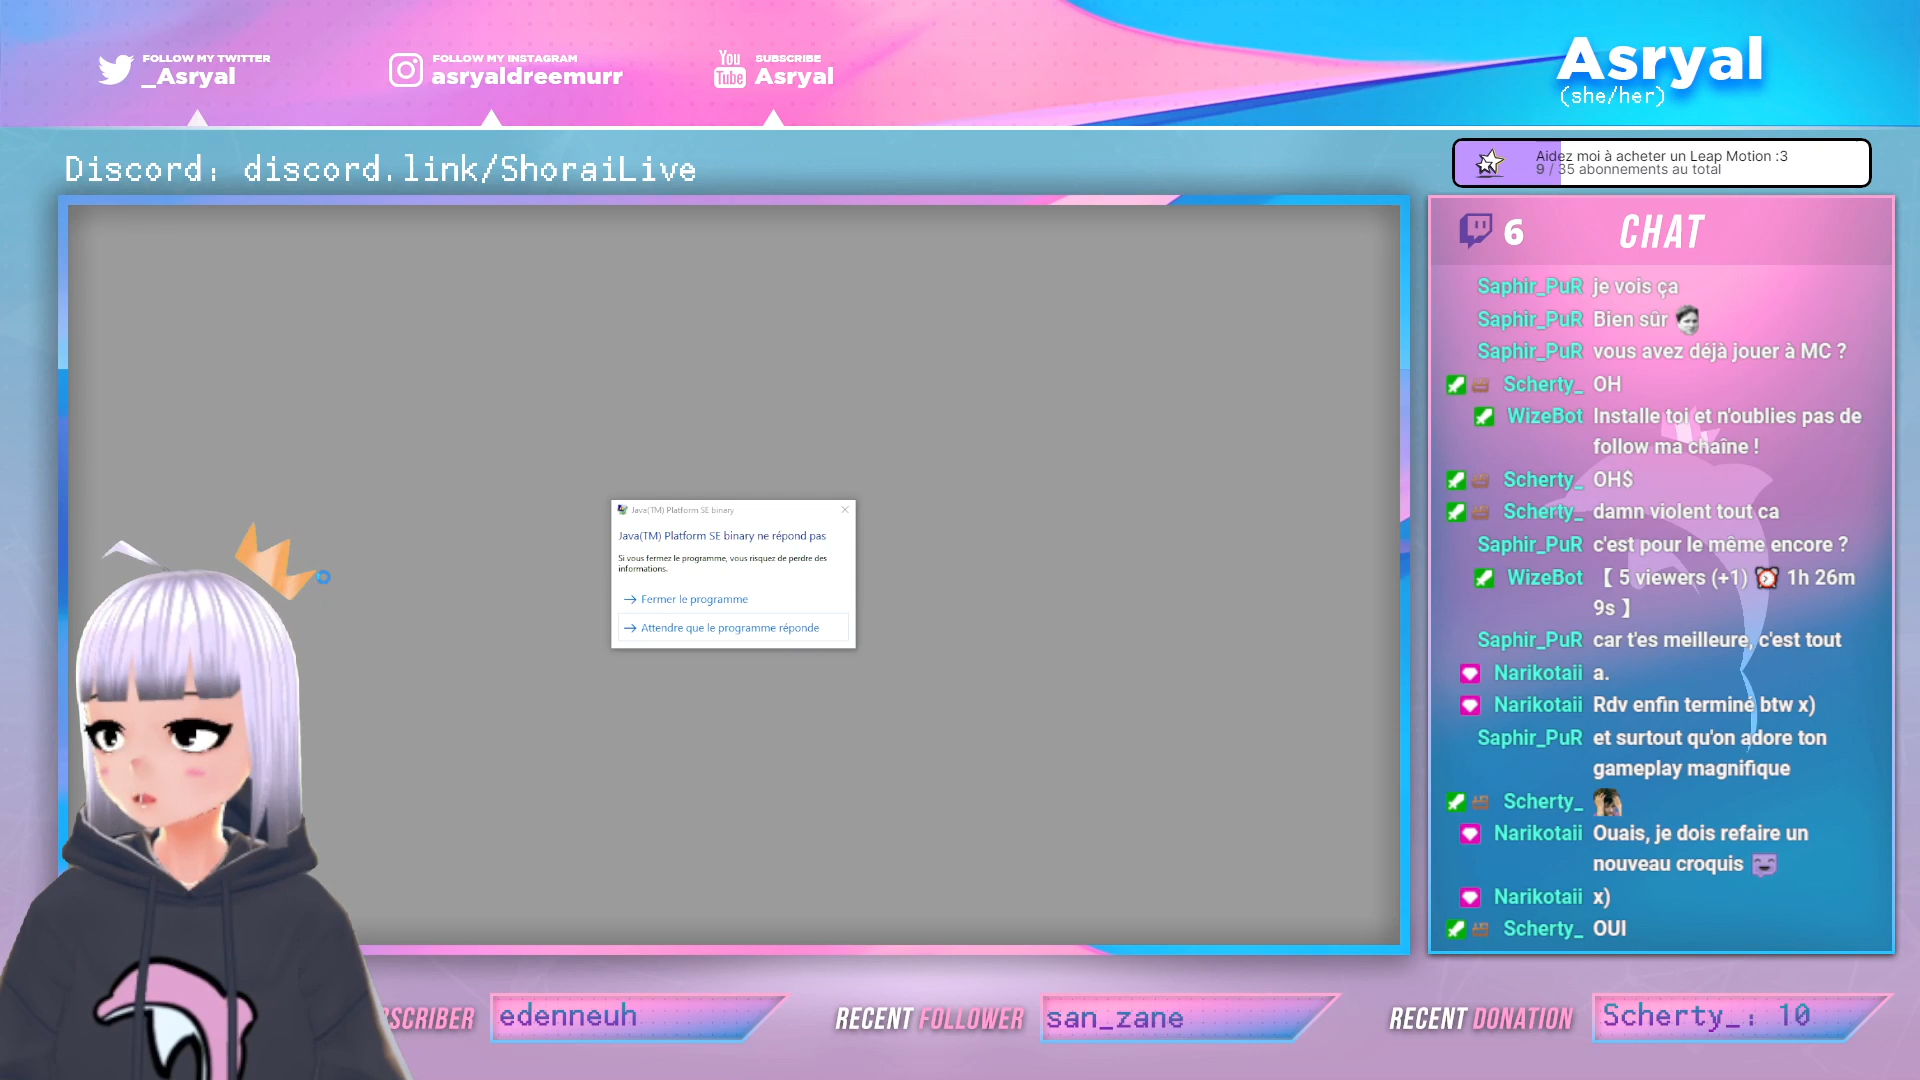 FOLLOW MY TWITTER
_Asryal
FOLLOW MY INSTAGRAM
asryaldreemurr
You
Tube
SUBSCRIBE
Asryal
Asryal
(she/her)
Discord: discord.link/ShoraiLive
Aidez moi à acheter un Leap Motion :3
9 / 35 abonnements au total
6
CHAT
Saphir_PuR je vois ça
Saphir_PuR Bien sûr
Saphir_PuR vous avez déjà jouer à MC ?
Scherty_ OH
WizeBot Installe toi et n'oublies pas de
follow ma chaîne !
Scherty_ OH$
Scherty_ damn violent tout ca
Saphir_PuR c'est pour le même encore ?
WizeBot 【 5 viewers (+1) ⏰ 1h 26m
9s 】
Saphir_PuR car t'es meilleure, c'est tout
Narikotaii a.
Narikotaii Rdv enfin terminé btw x)
Saphir_PuR et surtout qu'on adore ton
gameplay magnifique
Scherty_
Narikotaii Ouais, je dois refaire un
nouveau croquis
Narikotaii x)
Scherty_ OUI
Java(TM) Platform SE binary
Java(TM) Platform SE binary ne répond pas
Si vous fermez le programme, vous risquez de perdre des
informations.
Fermer le programme
Attendre que le programme réponde
SCRIBER
edenneuh
RECENT FOLLOWER
san_zane
RECENT DONATION
Scherty_: 10